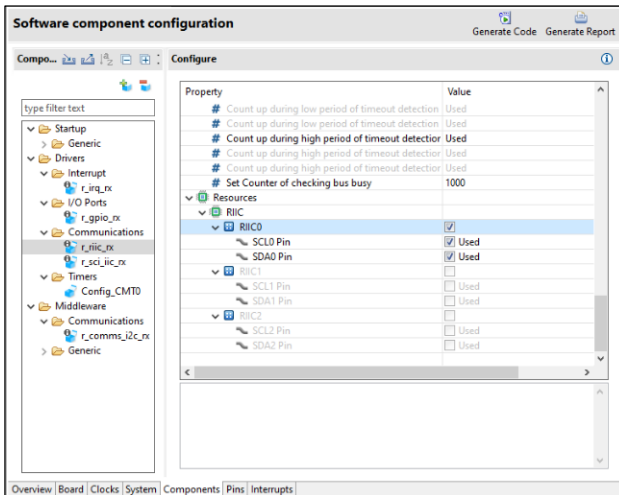 Software component configuration
Generate Code Generate Report
Compo...
Configure
type filter text
Startup
Generic
Drivers
Interrupt
r_irq_rx
I/O Ports
r_gpio_rx
Communications
r_riic_rx
r_sci_iic_rx
Timers
Config_CMT0
Middleware
Communications
r_comms_i2c_rx
Generic
Property Value
# Count up during low period of timeout detection Used
# Count up during low period of timeout detection Used
# Count up during high period of timeout detectior Used
# Count up during high period of timeout detectior Used
# Count up during high period of timeout detectior Used
# Set Counter of checking bus busy 1000
Resources
RIIC
RIIC0
SCL0 Pin Used
SDA0 Pin Used
RIIC1
SCL1 Pin Used
SDA1 Pin Used
RIIC2
SCL2 Pin Used
SDA2 Pin Used
Overview Board Clocks System Components Pins Interrupts